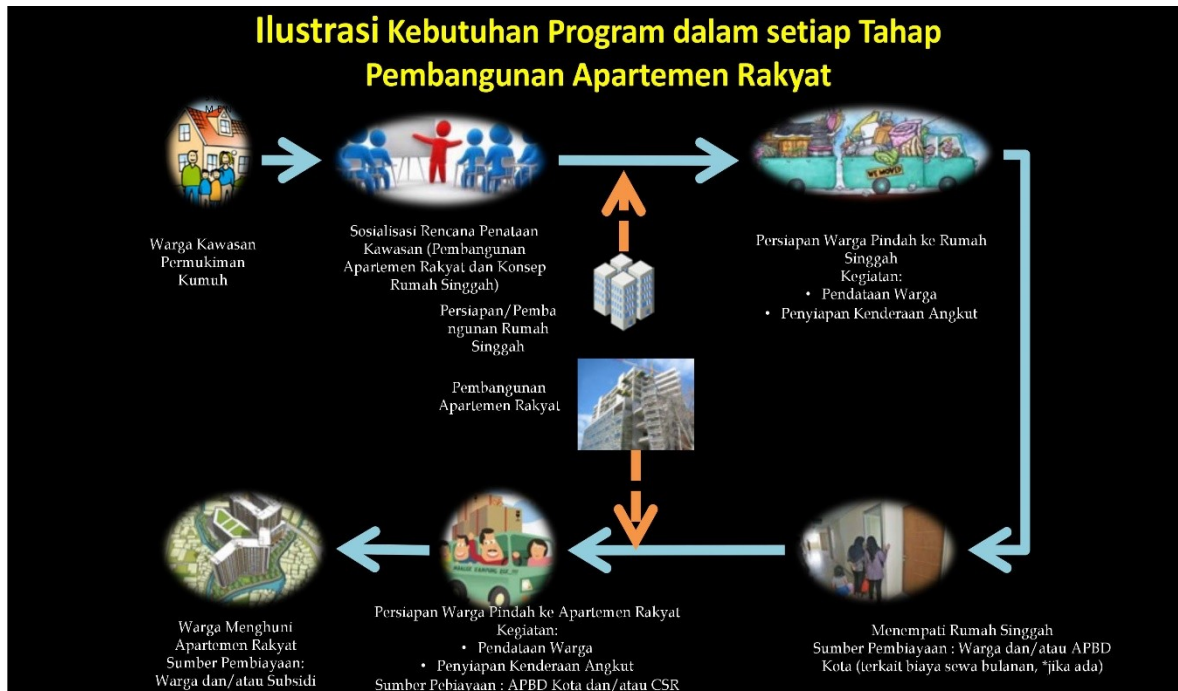 Ilustrasi Kebutuhan Program dalam setiap Tahap
Pembangunan Apartemen Rakyat
Warga Kawasan
Permukiman
Kumuh
Sosialisasi Rencana Penataan
Kawasan (Pembangunan
Apartemen Rakyat dan Konsep
Rumah Singgah)
Persiapan/Pemba
ngunan Rumah
Singgah
WE MOVE!
Persiapan Warga Pindah ke Rumah
Singgah
Kegiatan:
• Pendataan Warga
• Penyiapan Kenderaan Angkut
Pembangunan
Apartemen Rakyat
Menempati Rumah Singgah
Sumber Pembiayaan : Warga dan/atau APBD
Kota (terkait biaya sewa bulanan, *jika ada)
Persiapan Warga Pindah ke Apartemen Rakyat
Kegiatan:
• Pendataan Warga
• Penyiapan Kenderaan Angkut
Sumber Pebiayaan : APBD Kota dan/atau CSR
Warga Menghuni
Apartemen Rakyat
Sumber Pembiayaan:
Warga dan/atau Subsidi